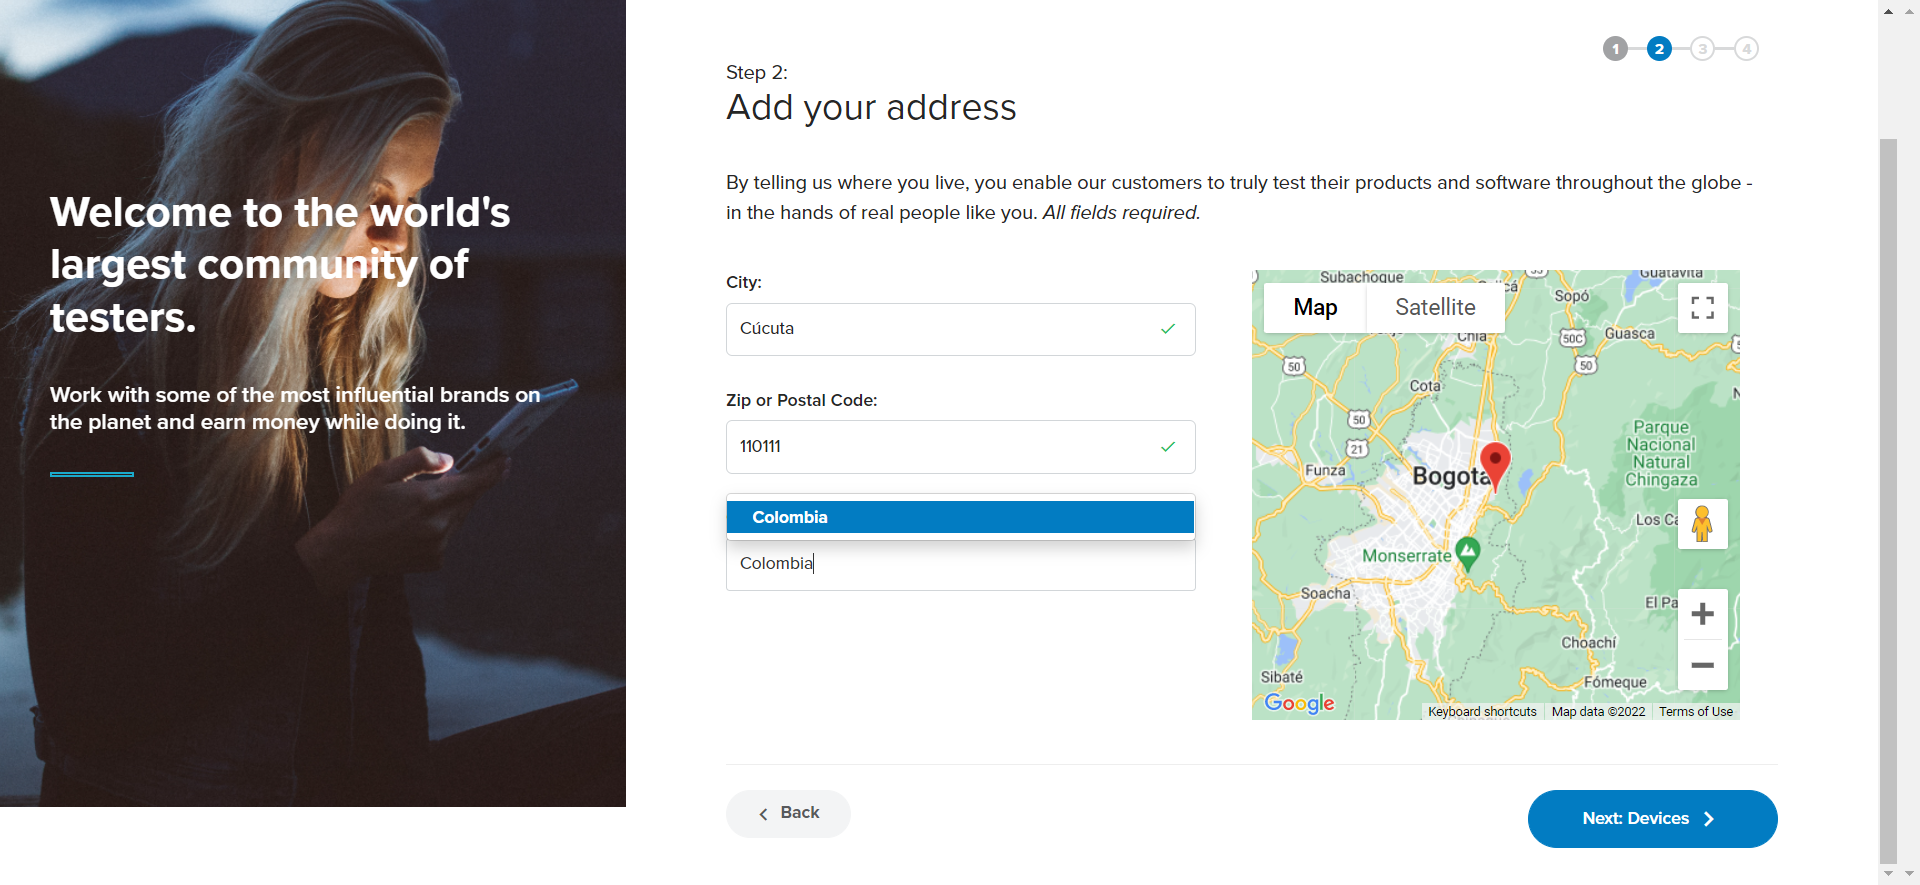 Welcome to the world's
largest community of
testers.
Work with some of the most influential brands on
the planet and earn money while doing it.
1 2 3 4
Step 2:
Add your address
By telling us where you live, you enable our customers to truly test their products and software throughout the globe -
in the hands of real people like you. All fields required.
City:
Cúcuta
Zip or Postal Code:
110111
Colombia
Colombia
Map
Satellite
Subachoque
Guatavita
Sopó
Guasca
50C
Chía
50
50
Cota
50
21
Parque
Nacional
Natural
Chingaza
Funza
Bogotá
Los Ca
Monserrate
Soacha
El Pa
Choachí
Sibaté
Fómeque
Google
Keyboard shortcuts
Map data ©2022
Terms of Use
Back
Next: Devices